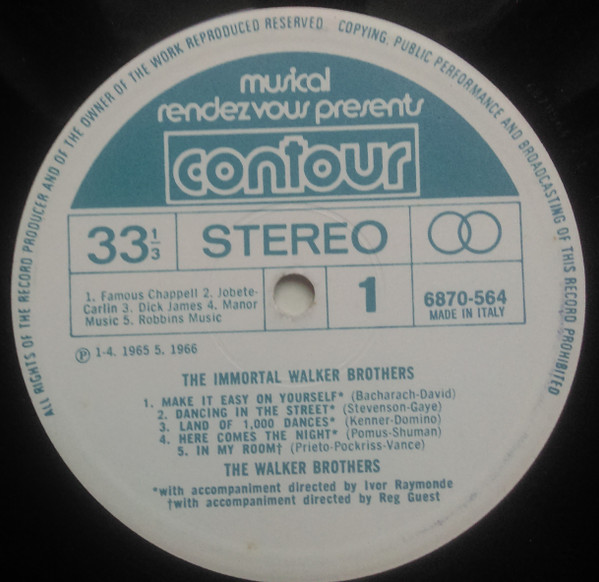 ALL RIGHTS OF THE RECORD PRODUCER AND OF THE OWNER OF THE WORK REPRODUCED RESERVED COPYING, PUBLIC PERFORMANCE AND BROADCASTING OF THIS RECORD PROHIBITED
musical
rendezvous presents
contour
33 1/3
STEREO
1. Famous Chappell 2. Jobete-
Carlin 3. Dick James 4. Manor
Music 5. Robbins Music
1
6870-564
MADE IN ITALY
℗ 1-4. 1965 5. 1966
THE IMMORTAL WALKER BROTHERS
1. MAKE IT EASY ON YOURSELF* (Bacharach-David)
2. DANCING IN THE STREET* (Stevenson-Gaye)
3. LAND OF 1,000 DANCES* (Kenner-Domino)
4. HERE COMES THE NIGHT* (Pomus-Shuman)
5. IN MY ROOM† (Prieto-Pockriss-Vance)
THE WALKER BROTHERS
*with accompaniment directed by Ivor Raymonde
†with accompaniment directed by Reg Guest